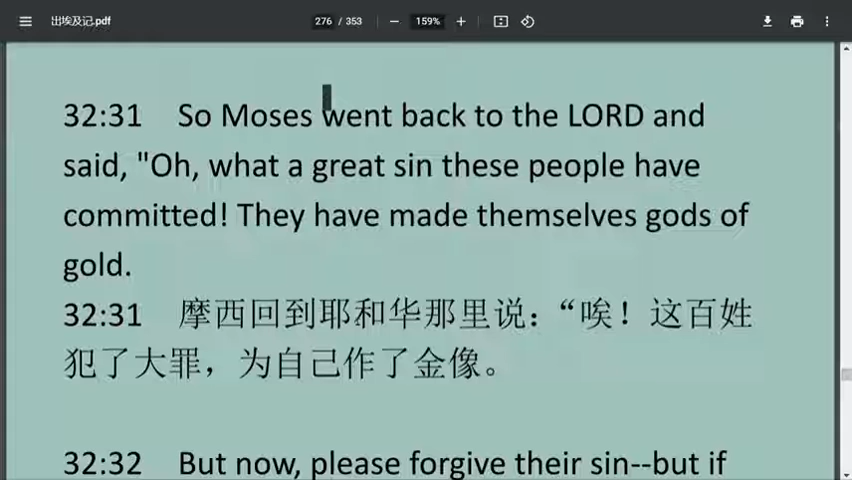 出埃及记.pdf
276 / 353
159%
32:31 So Moses went back to the LORD and
said, "Oh, what a great sin these people have
committed! They have made themselves gods of
gold.
32:31 摩西回到耶和华那里说：“唉！这百姓
犯了大罪，为自己作了金像。
32:32 But now, please forgive their sin--but if